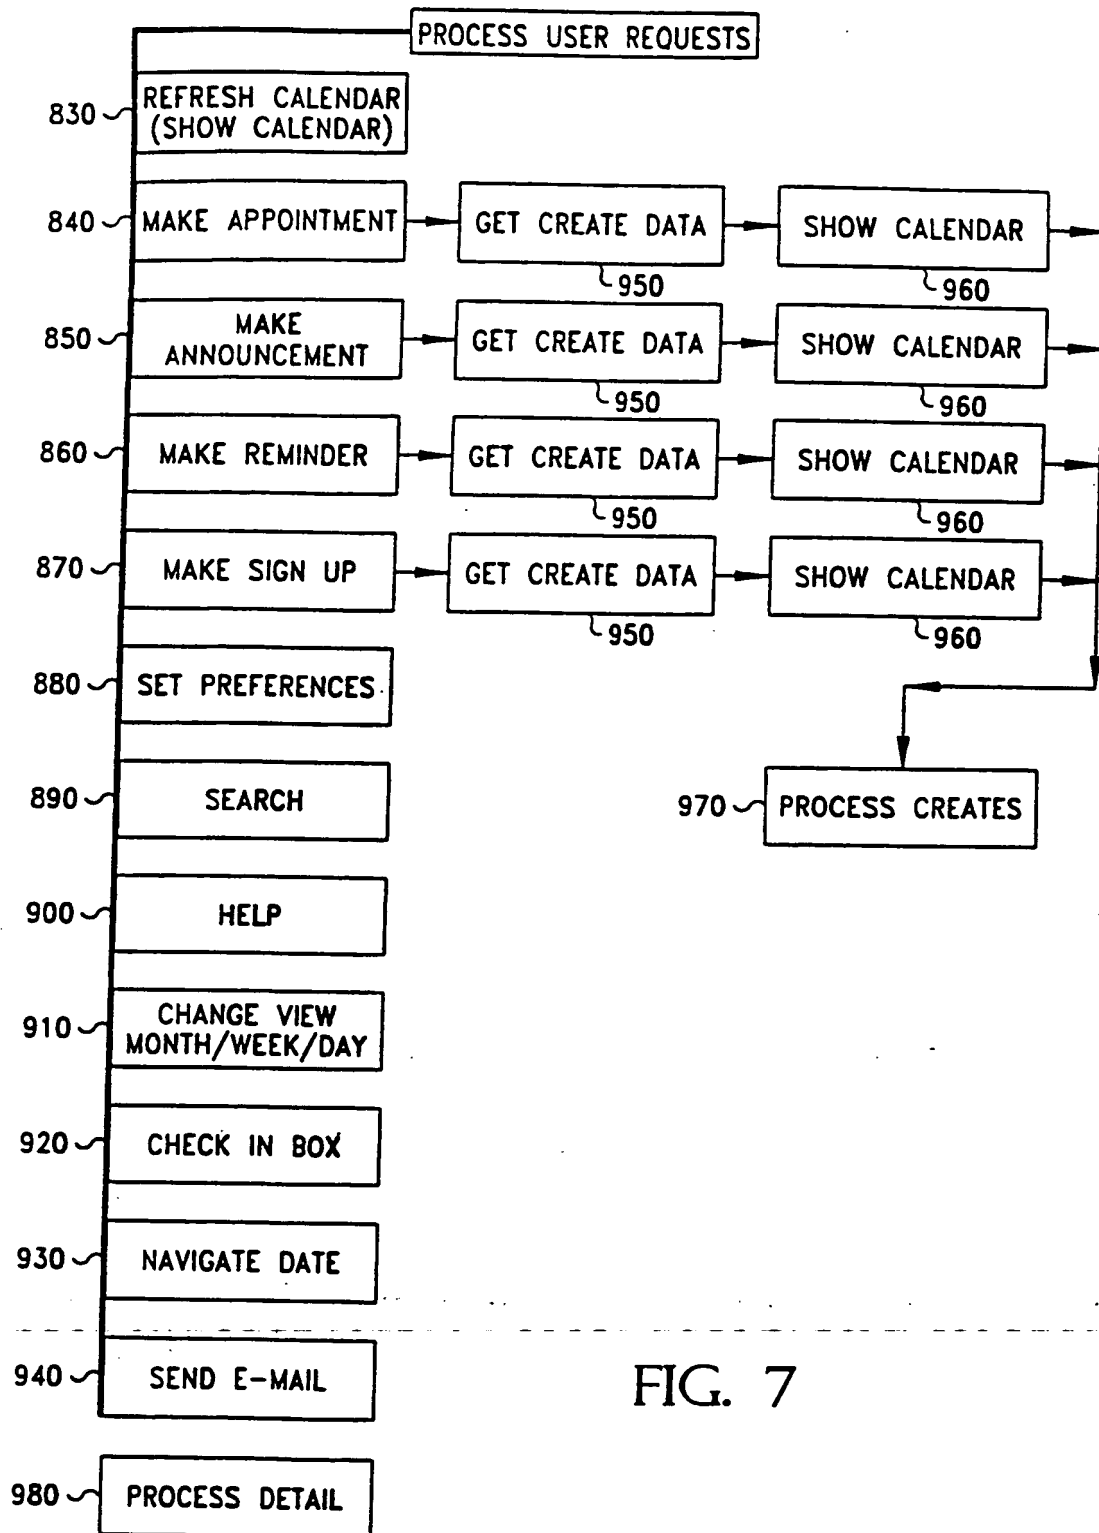 PROCESS USER REQUESTS
830
REFRESH CALENDAR
(SHOW CALENDAR)
840
MAKE APPOINTMENT
GET CREATE DATA
SHOW CALENDAR
950
960
850
MAKE
ANNOUNCEMENT
GET CREATE DATA
SHOW CALENDAR
950
960
860
MAKE REMINDER
GET CREATE DATA
SHOW CALENDAR
950
960
870
MAKE SIGN UP
GET CREATE DATA
SHOW CALENDAR
950
960
880
SET PREFERENCES
890
SEARCH
970
PROCESS CREATES
900
HELP
910
CHANGE VIEW
MONTH/WEEK/DAY
920
CHECK IN BOX
930
NAVIGATE DATE
940
SEND E-MAIL
FIG. 7
980
PROCESS DETAIL